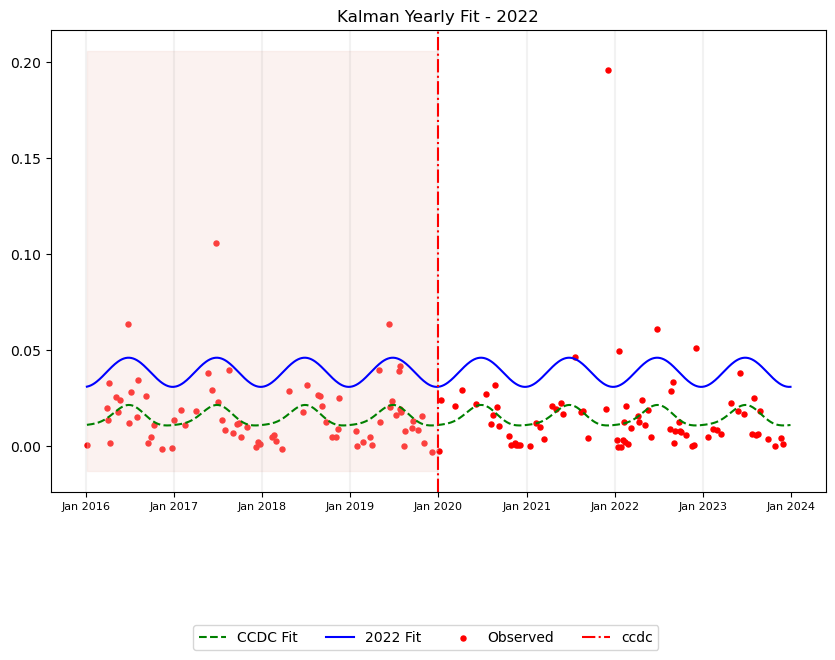 Kalman Yearly Fit - 2022
0.20
0.15
0.10
0.05
0.00
Jan 2016 Jan 2017 Jan 2018 Jan 2019 Jan 2020 Jan 2021 Jan 2022 Jan 2023 Jan 2024
CCDC Fit 2022 Fit Observed ccdc